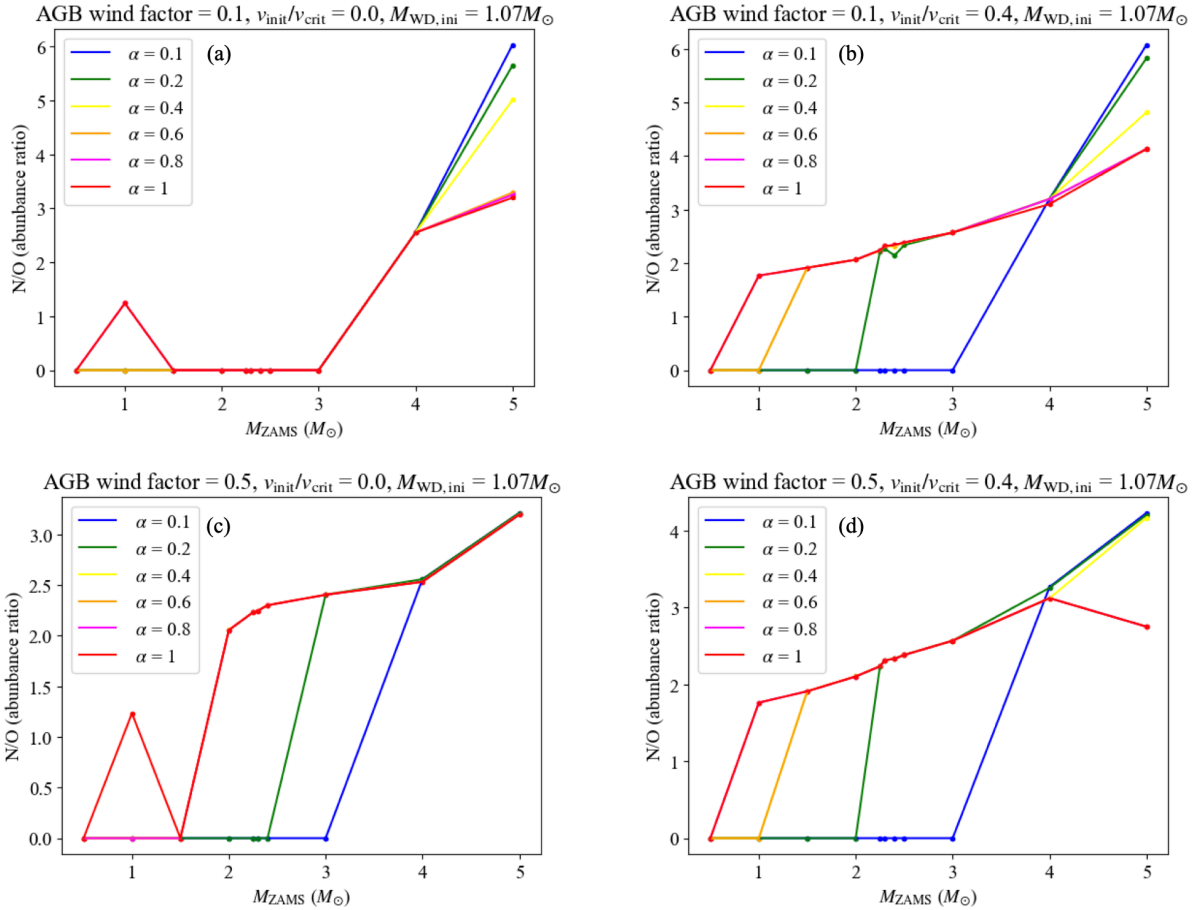 AGB wind factor = 0.1, v_init/v_crit = 0.0, M_WD, ini = 1.07M_⊙
(a)
α = 0.1
α = 0.2
α = 0.4
α = 0.6
α = 0.8
α = 1
N/O (abunbance ratio)
6
5
4
3
2
1
0
1 2 3 4 5
M_ZAMS (M_⊙)
AGB wind factor = 0.1, v_init/v_crit = 0.4, M_WD, ini = 1.07M_⊙
(b)
α = 0.1
α = 0.2
α = 0.4
α = 0.6
α = 0.8
α = 1
N/O (abunbance ratio)
6
5
4
3
2
1
0
1 2 3 4 5
M_ZAMS (M_⊙)
AGB wind factor = 0.5, v_init/v_crit = 0.0, M_WD, ini = 1.07M_⊙
(c)
α = 0.1
α = 0.2
α = 0.4
α = 0.6
α = 0.8
α = 1
N/O (abunbance ratio)
3.0
2.5
2.0
1.5
1.0
0.5
0.0
1 2 3 4 5
M_ZAMS (M_⊙)
AGB wind factor = 0.5, v_init/v_crit = 0.4, M_WD, ini = 1.07M_⊙
(d)
α = 0.1
α = 0.2
α = 0.4
α = 0.6
α = 0.8
α = 1
N/O (abunbance ratio)
4
3
2
1
0
1 2 3 4 5
M_ZAMS (M_⊙)